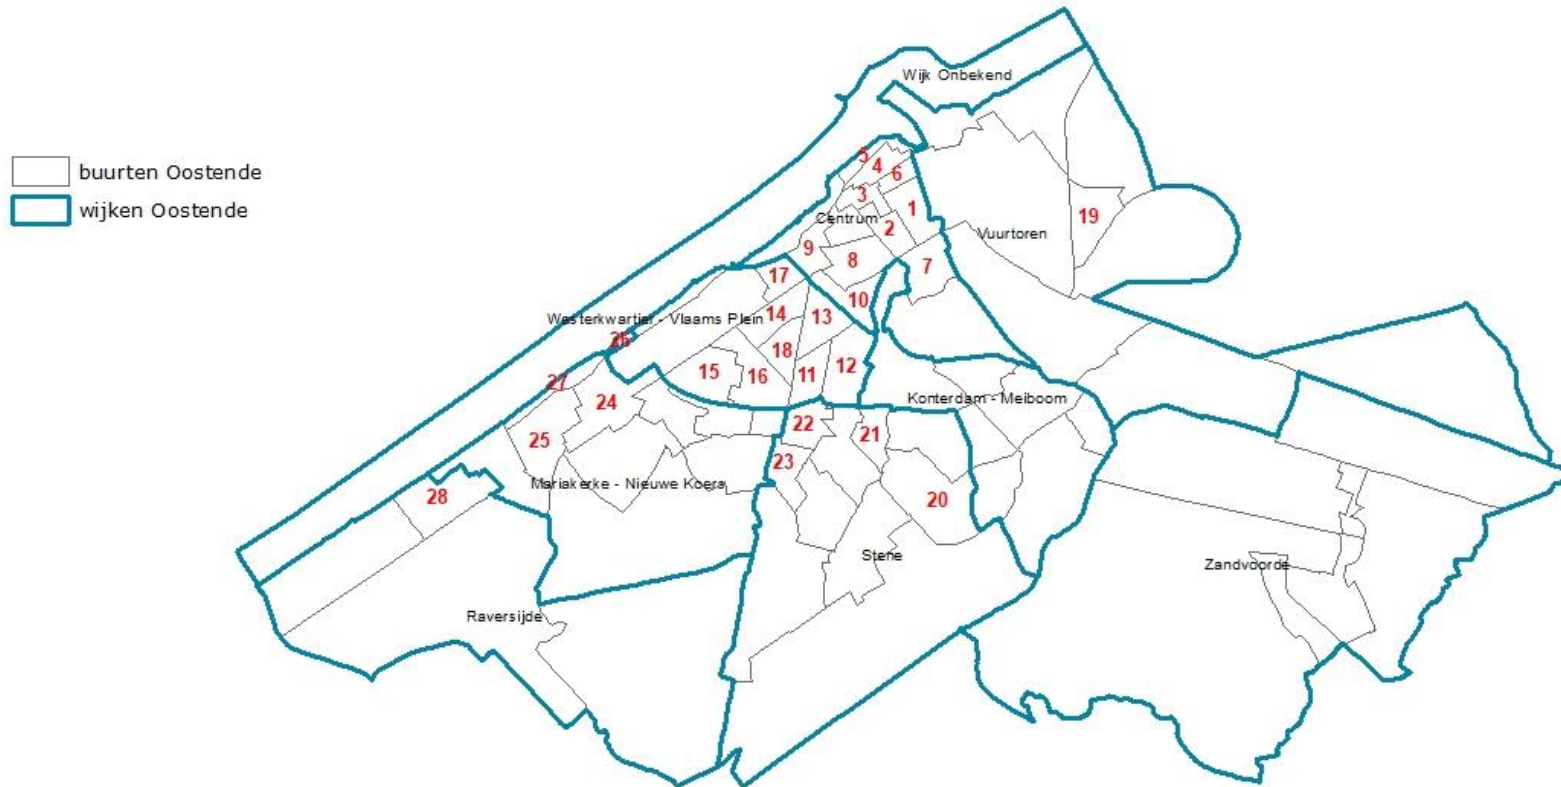 buurten Oostende
wijken Oostende
Wijk Onbekend
5
4
6
3
1
19
Centrum
2
Vuurtoren
9
8
7
17
10
14
13
Westerkwartier - Vlaams Plein
26
18
15
16
11
12
27
24
Konterdam - Meiboom
22
21
25
23
Mariakerke - Nieuwe Koers
28
20
Stene
Zandvoorde
Raversijde